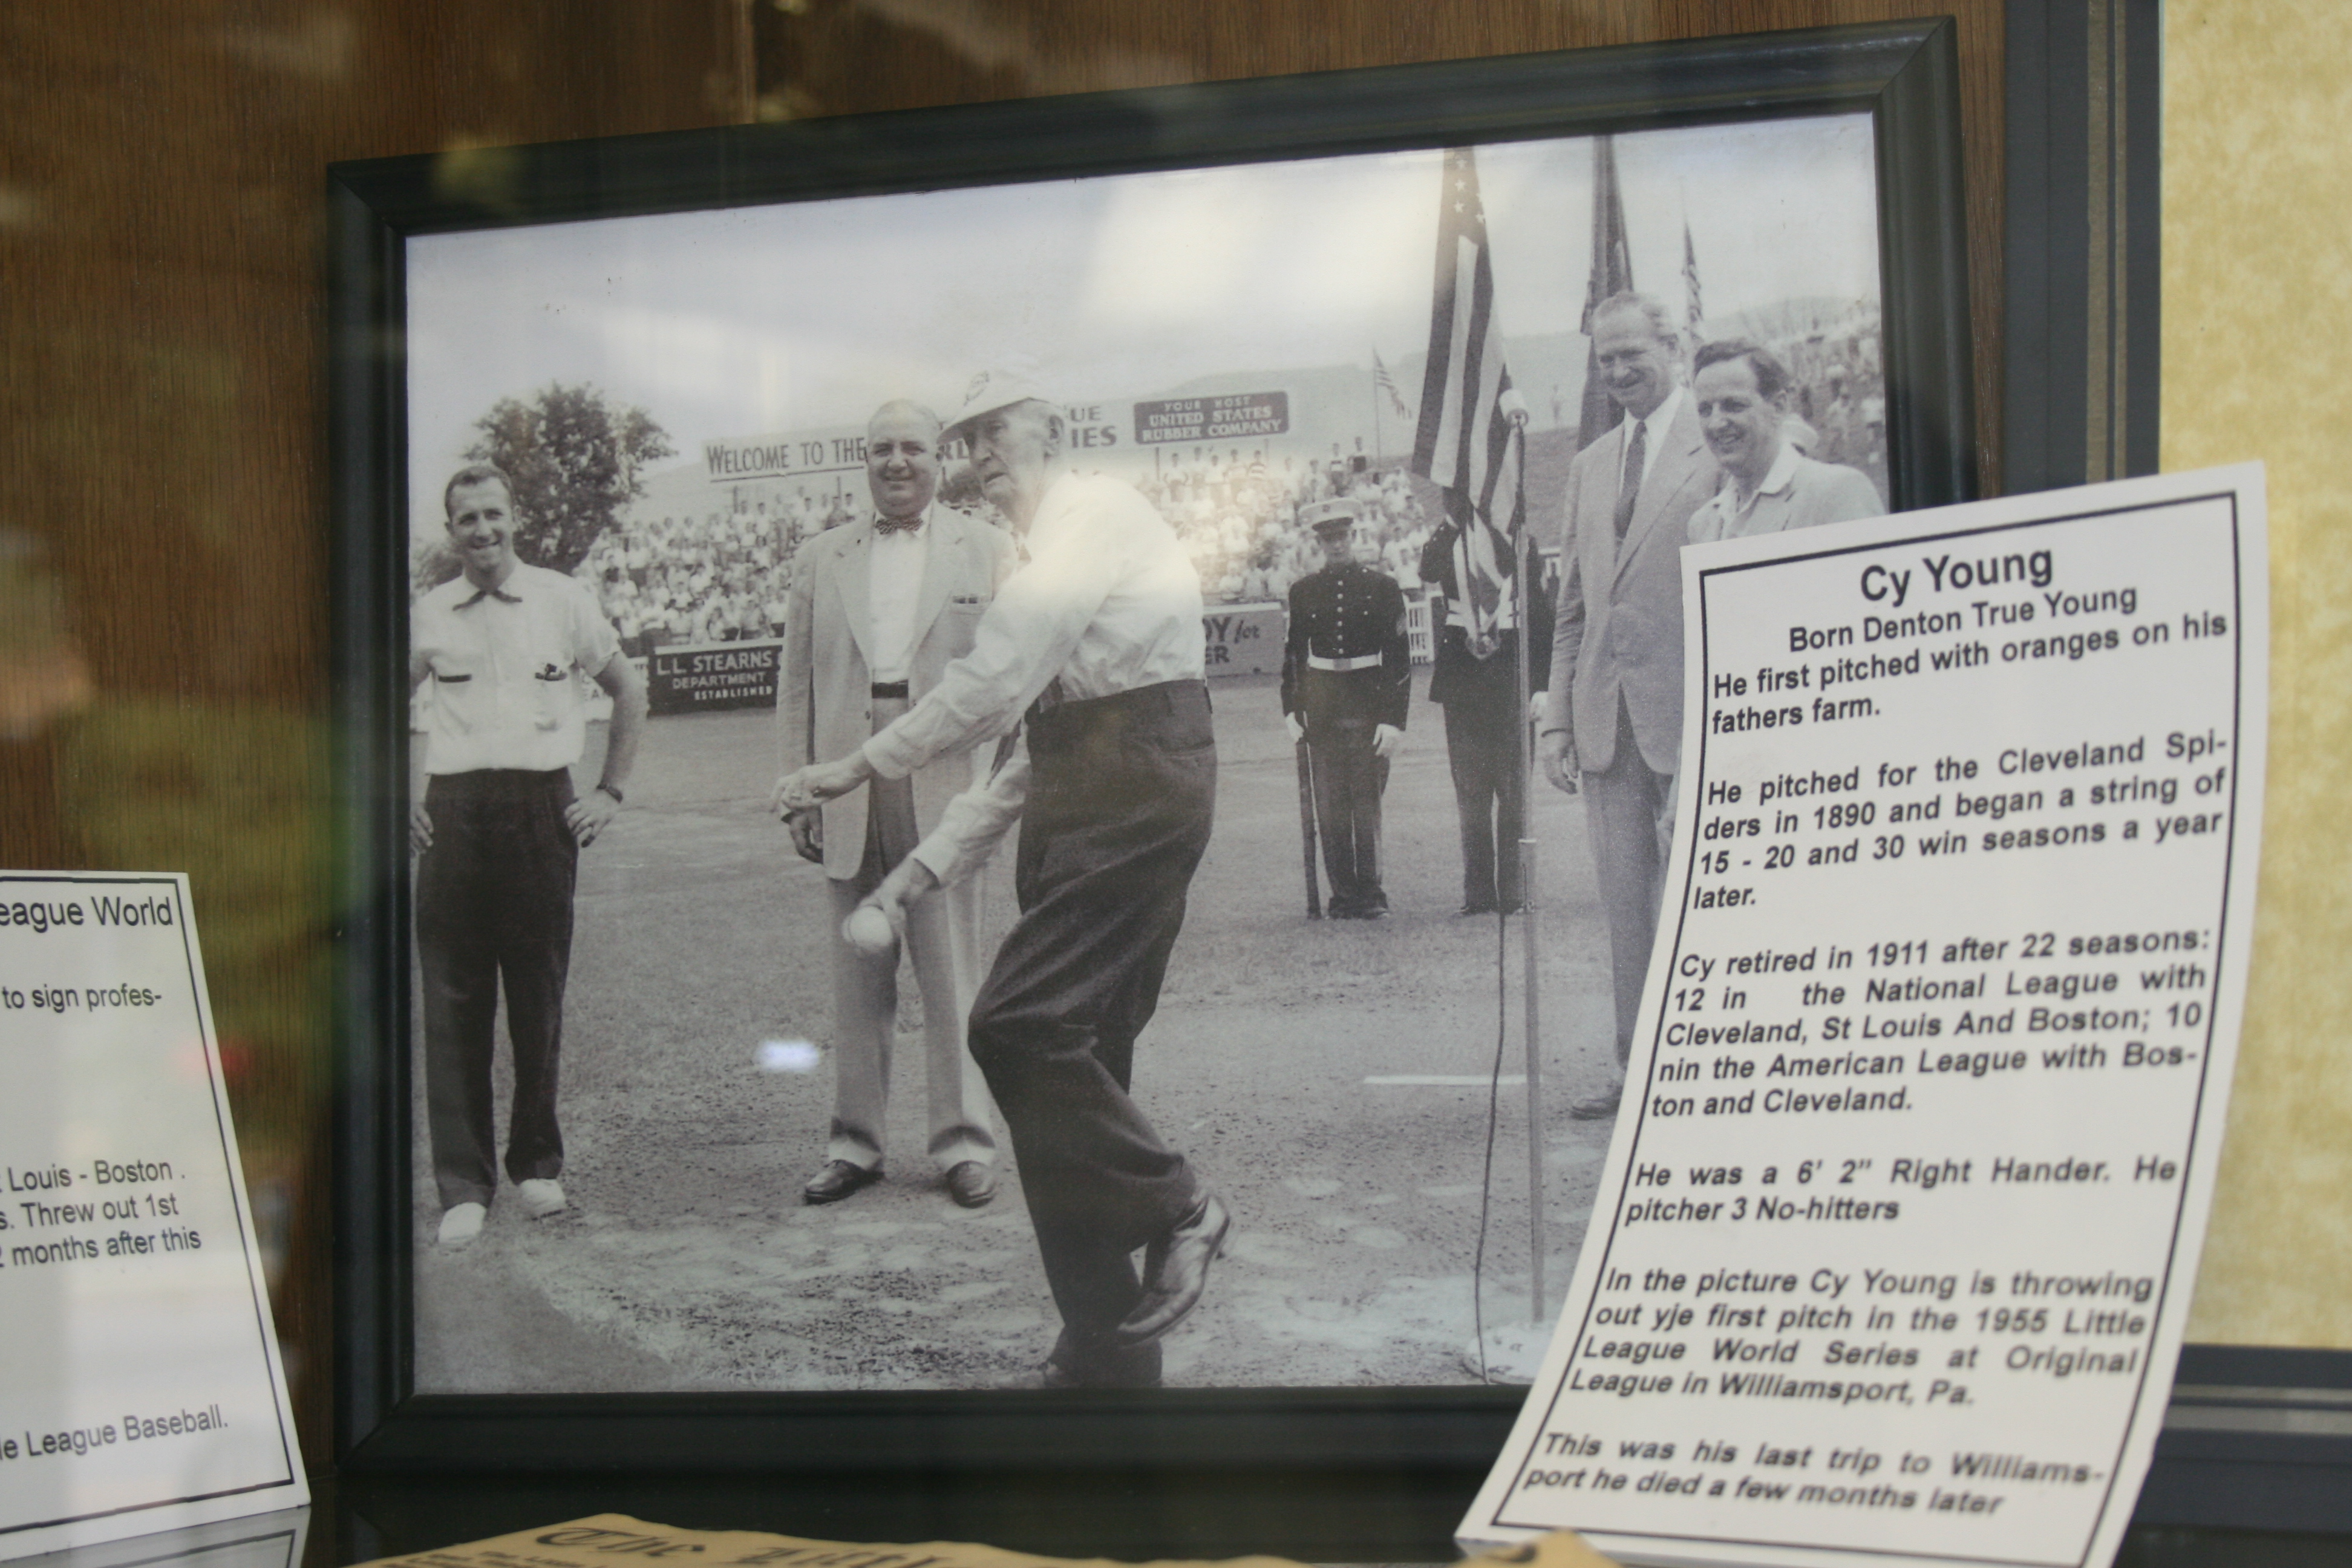 WELCOME TO THE
UE
IES
YOUR HOST
UNITED STATES
RUBBER COMPANY
L.L. STEARNS
DEPARTMENT
ESTABLISHED
DY for
ER
Cy Young
Born Denton True Young
He first pitched with oranges on his
fathers farm.
He pitched for the Cleveland Spi-
ders in 1890 and began a string of
15 - 20 and 30 win seasons a year
later.
Cy retired in 1911 after 22 seasons:
12 in the National League with
Cleveland, St Louis And Boston; 10
nin the American League with Bos-
ton and Cleveland.
He was a 6' 2" Right Hander. He
pitcher 3 No-hitters
In the picture Cy Young is throwing
out yje first pitch in the 1955 Little
League World Series at Original
League in Williamsport, Pa.
This was his last trip to Williams-
port he died a few months later
eague World
to sign profes-
Louis - Boston .
s. Threw out 1st
2 months after this
le League Baseball.
The